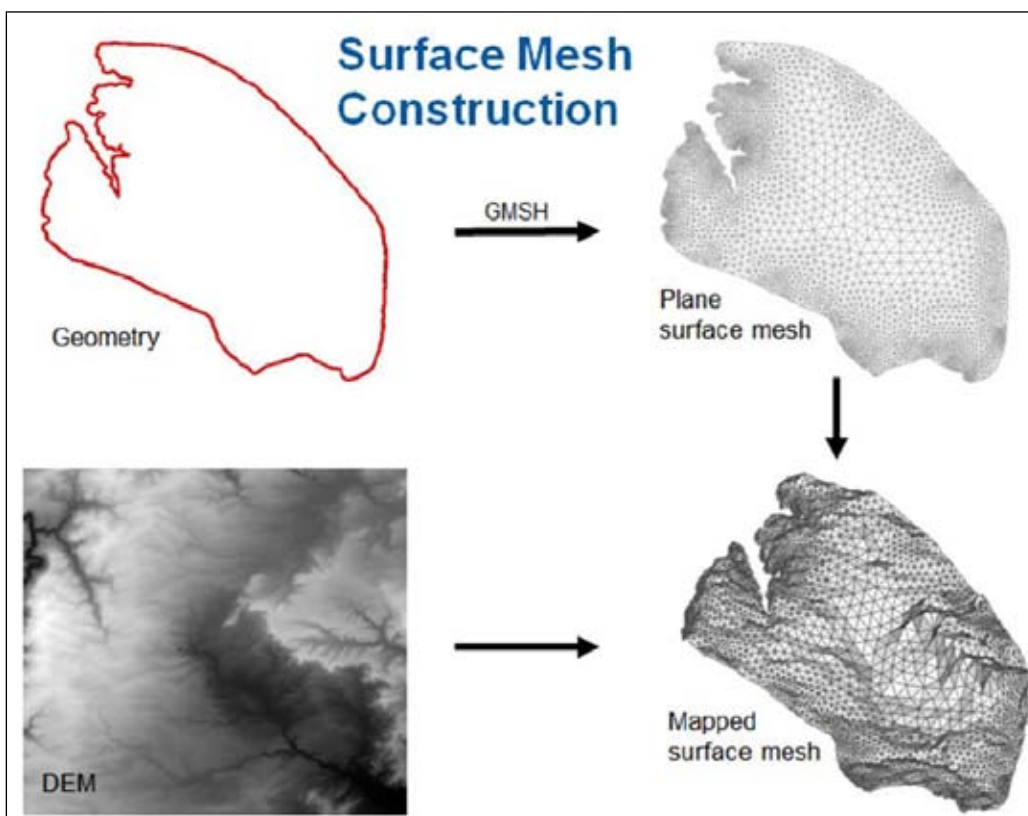 Surface Mesh
Construction
GMSH
Geometry
Plane
surface mesh
DEM
Mapped
surface mesh